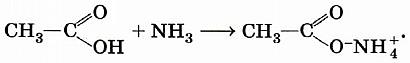 CH₃—C(=O)—OH + NH₃ ⟶ CH₃—C(=O)—O⁻NH₄⁺.